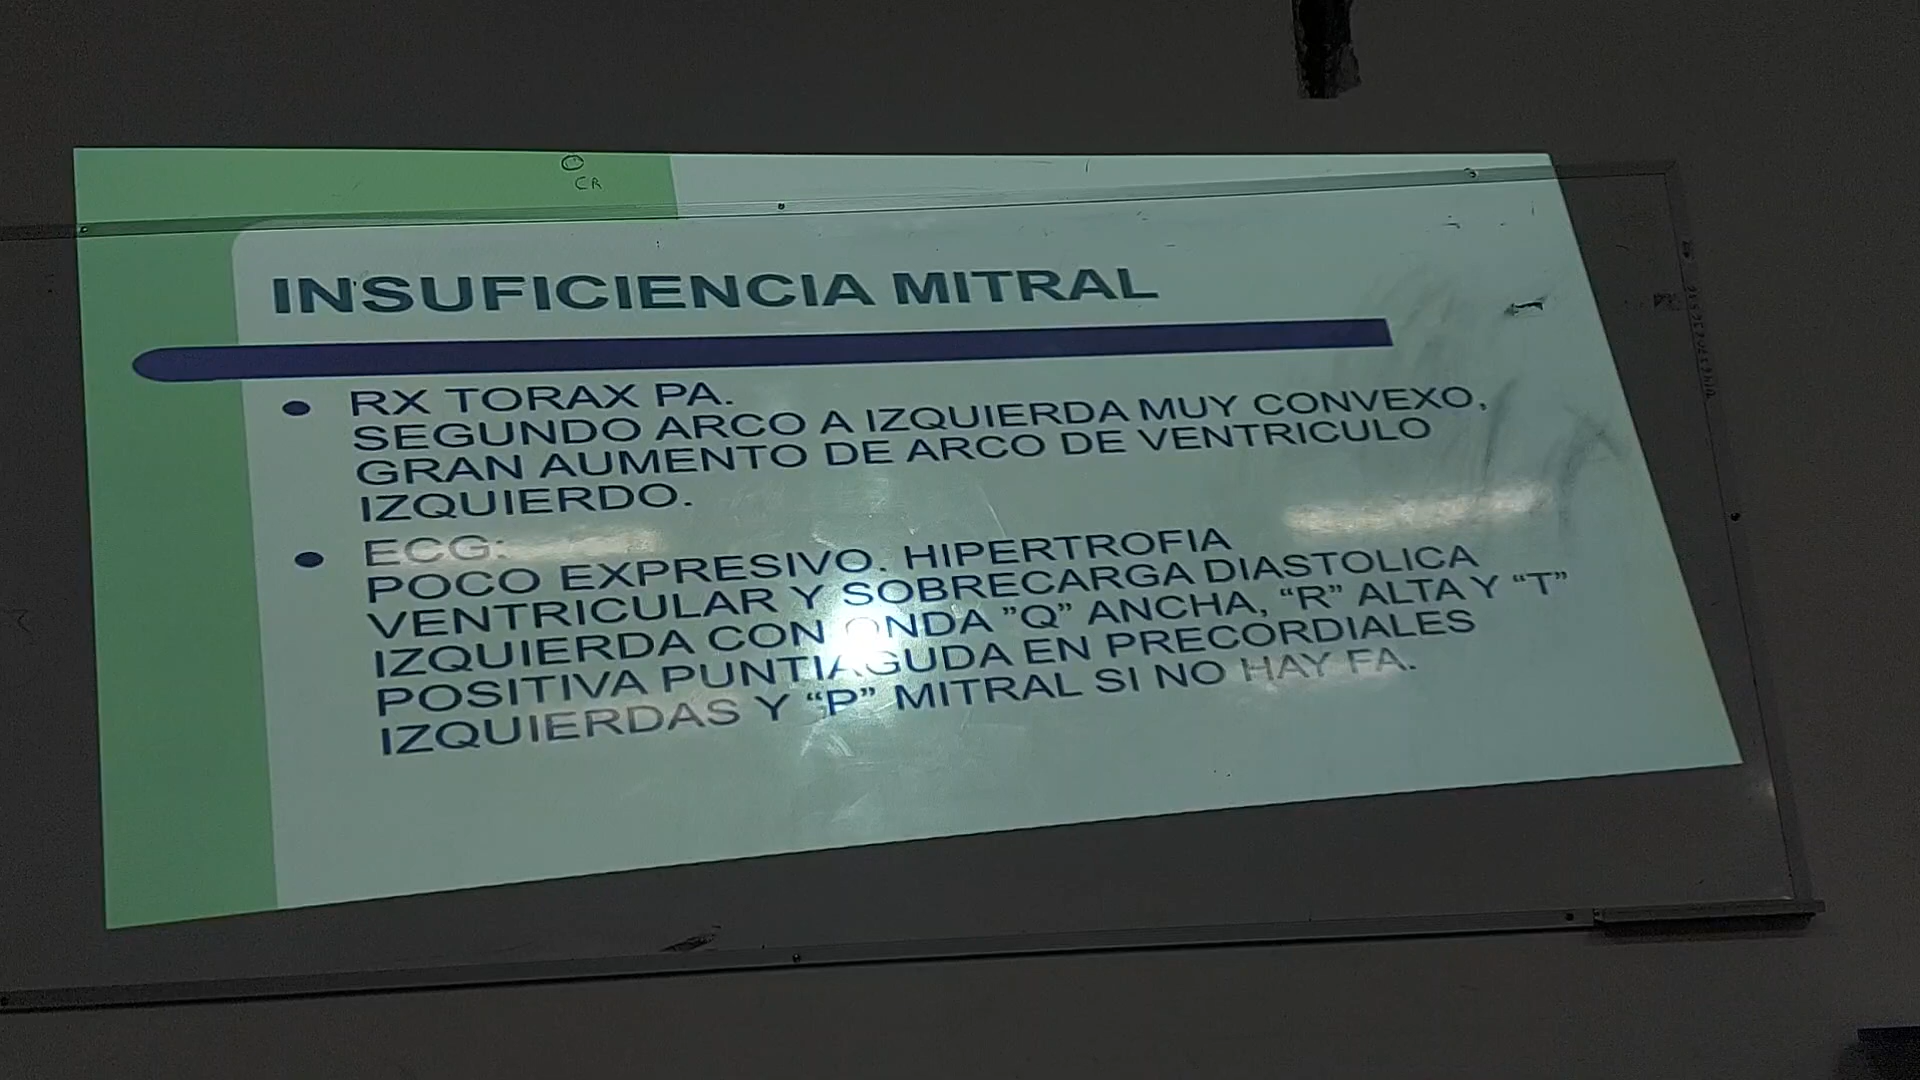 CR
INSUFICIENCIA MITRAL
● RX TORAX PA.
SEGUNDO ARCO A IZQUIERDA MUY CONVEXO,
GRAN AUMENTO DE ARCO DE VENTRICULO
IZQUIERDO.
● ECG:
POCO EXPRESIVO. HIPERTROFIA
VENTRICULAR Y SOBRECARGA DIASTOLICA
IZQUIERDA CON ONDA ”Q” ANCHA, “R” ALTA Y “T”
POSITIVA PUNTIAGUDA EN PRECORDIALES
IZQUIERDAS Y “P” MITRAL SI NO HAY FA.